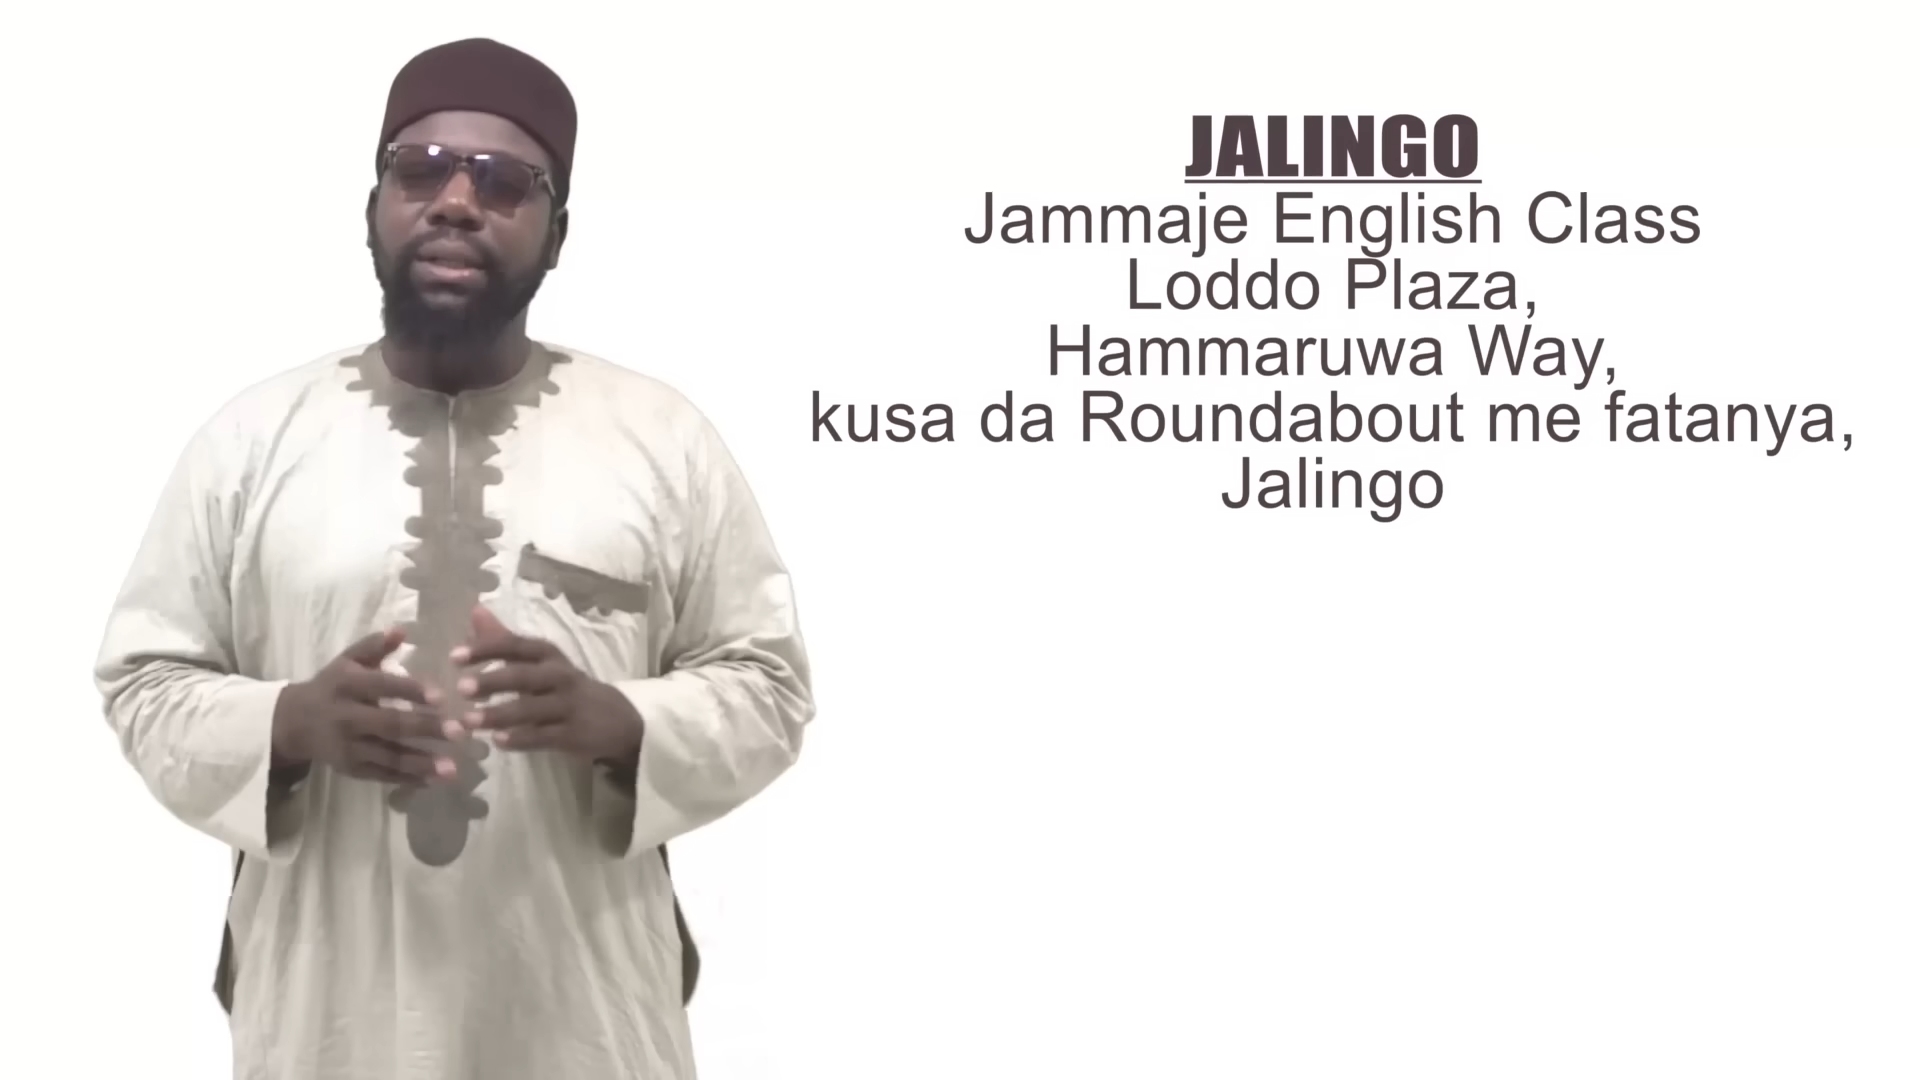 JALINGO
Jammaje English Class
Loddo Plaza,
Hammaruwa Way,
kusa da Roundabout me fatanya,
Jalingo